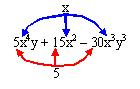 x
5x⁴y + 15x² – 30x³y³
5